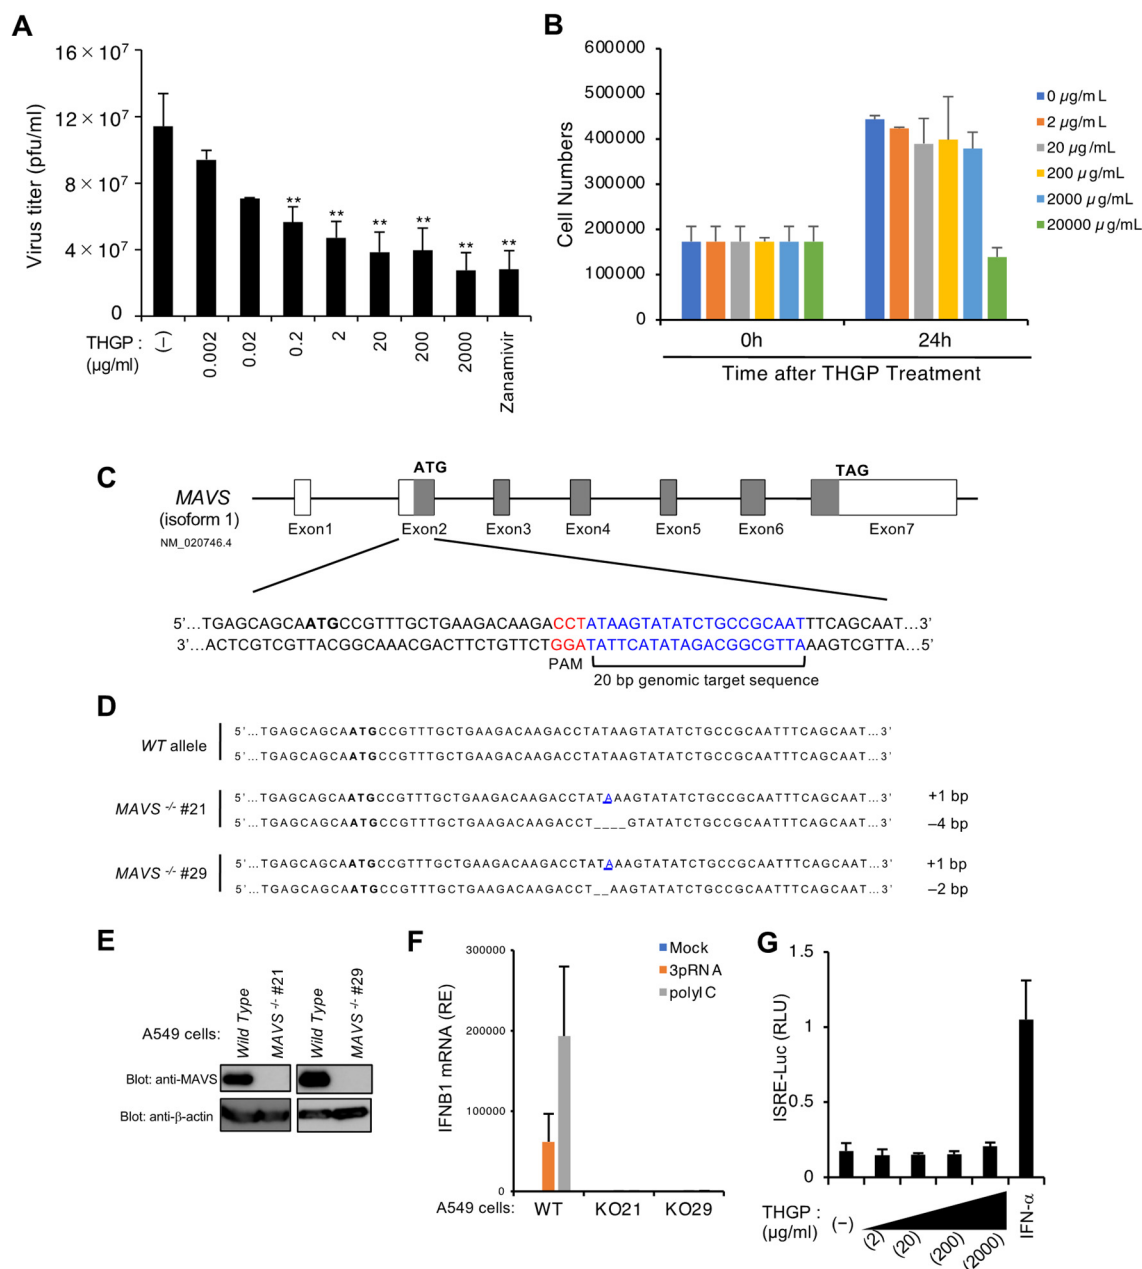 A
16×10⁷
12×10⁷
8×10⁷
4×10⁷
0
Virus titer (pfu/ml)
** ** ** ** ** **
THGP :
(µg/ml)
(−) 0.002 0.02 0.2 2 20 200 2000 Zanamivir
B
600000
500000
400000
300000
200000
100000
0
Cell Numbers
0h 24h
Time after THGP Treatment
0 µg/mL
2 µg/mL
20 µg/mL
200 µg/mL
2000 µg/mL
20000 µg/mL
C
ATG TAG
MAVS
(isoform 1)
NM_020746.4
Exon1 Exon2 Exon3 Exon4 Exon5 Exon6 Exon7
5'...TGAGCAGCAATGCCGTTTGCTGAAGACAAGACCTATAAGTATATCTGCCGCAATTTCAGCAAT...3'
3'...ACTCGTCGTTACGGCAAACGACTTCTGTTCTGGATATTCATATAGACGGCGTTAAAGTCGTTA...5'
PAM
20 bp genomic target sequence
D
WT allele
5'...TGAGCAGCAATGCCGTTTGCTGAAGACAAGACCTATAAGTATATCTGCCGCAATTTCAGCAAT...3'
5'...TGAGCAGCAATGCCGTTTGCTGAAGACAAGACCTATAAGTATATCTGCCGCAATTTCAGCAAT...3'
MAVS -/- #21
5'...TGAGCAGCAATGCCGTTTGCTGAAGACAAGACCTATAAAGTATATCTGCCGCAATTTCAGCAAT...3' +1 bp
5'...TGAGCAGCAATGCCGTTTGCTGAAGACAAGACCT____GTATATCTGCCGCAATTTCAGCAAT...3' −4 bp
MAVS -/- #29
5'...TGAGCAGCAATGCCGTTTGCTGAAGACAAGACCTATAAAGTATATCTGCCGCAATTTCAGCAAT...3' +1 bp
5'...TGAGCAGCAATGCCGTTTGCTGAAGACAAGACCT__AAGTATATCTGCCGCAATTTCAGCAAT...3' −2 bp
E
A549 cells:
Wild Type
MAVS -/- #21
Wild Type
MAVS -/- #29
Blot: anti-MAVS
Blot: anti-β-actin
F
300000
200000
100000
0
IFNB1 mRNA (RE)
Mock
3pRNA
polyIC
A549 cells: WT KO21 KO29
G
1.5
1
0.5
0
ISRE-Luc (RLU)
THGP :
(µg/ml)
(−) (2) (20) (200) (2000) IFN-α